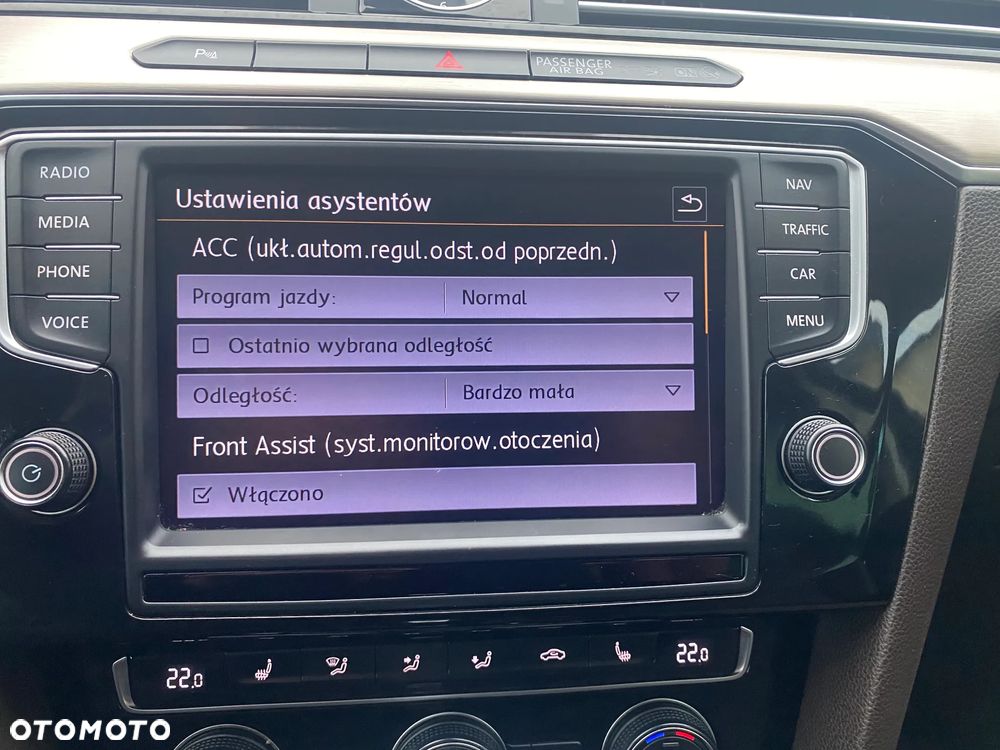 6
P
PASSENGER
AIR BAG ON
RADIO
MEDIA
PHONE
VOICE
Ustawienia asystentów
ACC (ukł.autom.regul.odst.od poprzedn.)
Program jazdy: Normal
Ostatnio wybrana odległość
Odległość: Bardzo mała
Front Assist (syst.monitorow.otoczenia)
Włączono
NAV
TRAFFIC
CAR
MENU
22.0
22.0
OTOMOTO